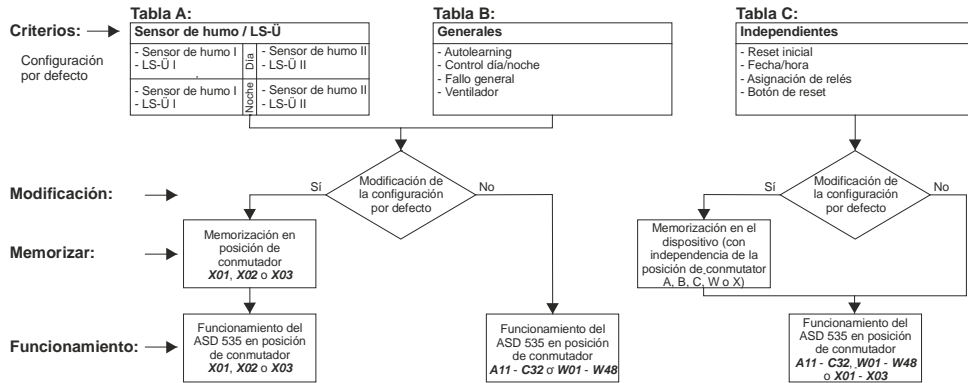 Tabla A:
Tabla B:
Tabla C:
Criterios:
Sensor de humo / LS-Ü
Generales
Independientes
Configuración
por defecto
- Sensor de humo I
- LS-Ü I
Día
- Sensor de humo II
- LS-Ü II
- Sensor de humo I
- LS-Ü I
Noche
- Sensor de humo II
- LS-Ü II
- Autolearning
- Control día/noche
- Fallo general
- Ventilador
- Reset inicial
- Fecha/hora
- Asignación de relés
- Botón de reset
Modificación:
Sí
Modificación de
la configuración
por defecto
No
Sí
Modificación de
la configuración
por defecto
No
Memorizar:
Memorización en
posición de
conmutador
X01, X02 o X03
Memorización en el
dispositivo (con
independencia de la
posición de conmutator
A, B, C, W o X)
Funcionamiento:
Funcionamiento del
ASD 535 en posición
de conmutador
X01, X02 o X03
Funcionamiento del
ASD 535 en posición
de conmutador
A11 - C32 o W01 - W48
Funcionamiento del
ASD 535 en posición
de conmutador
A11 - C32, W01 - W48
o X01 - X03